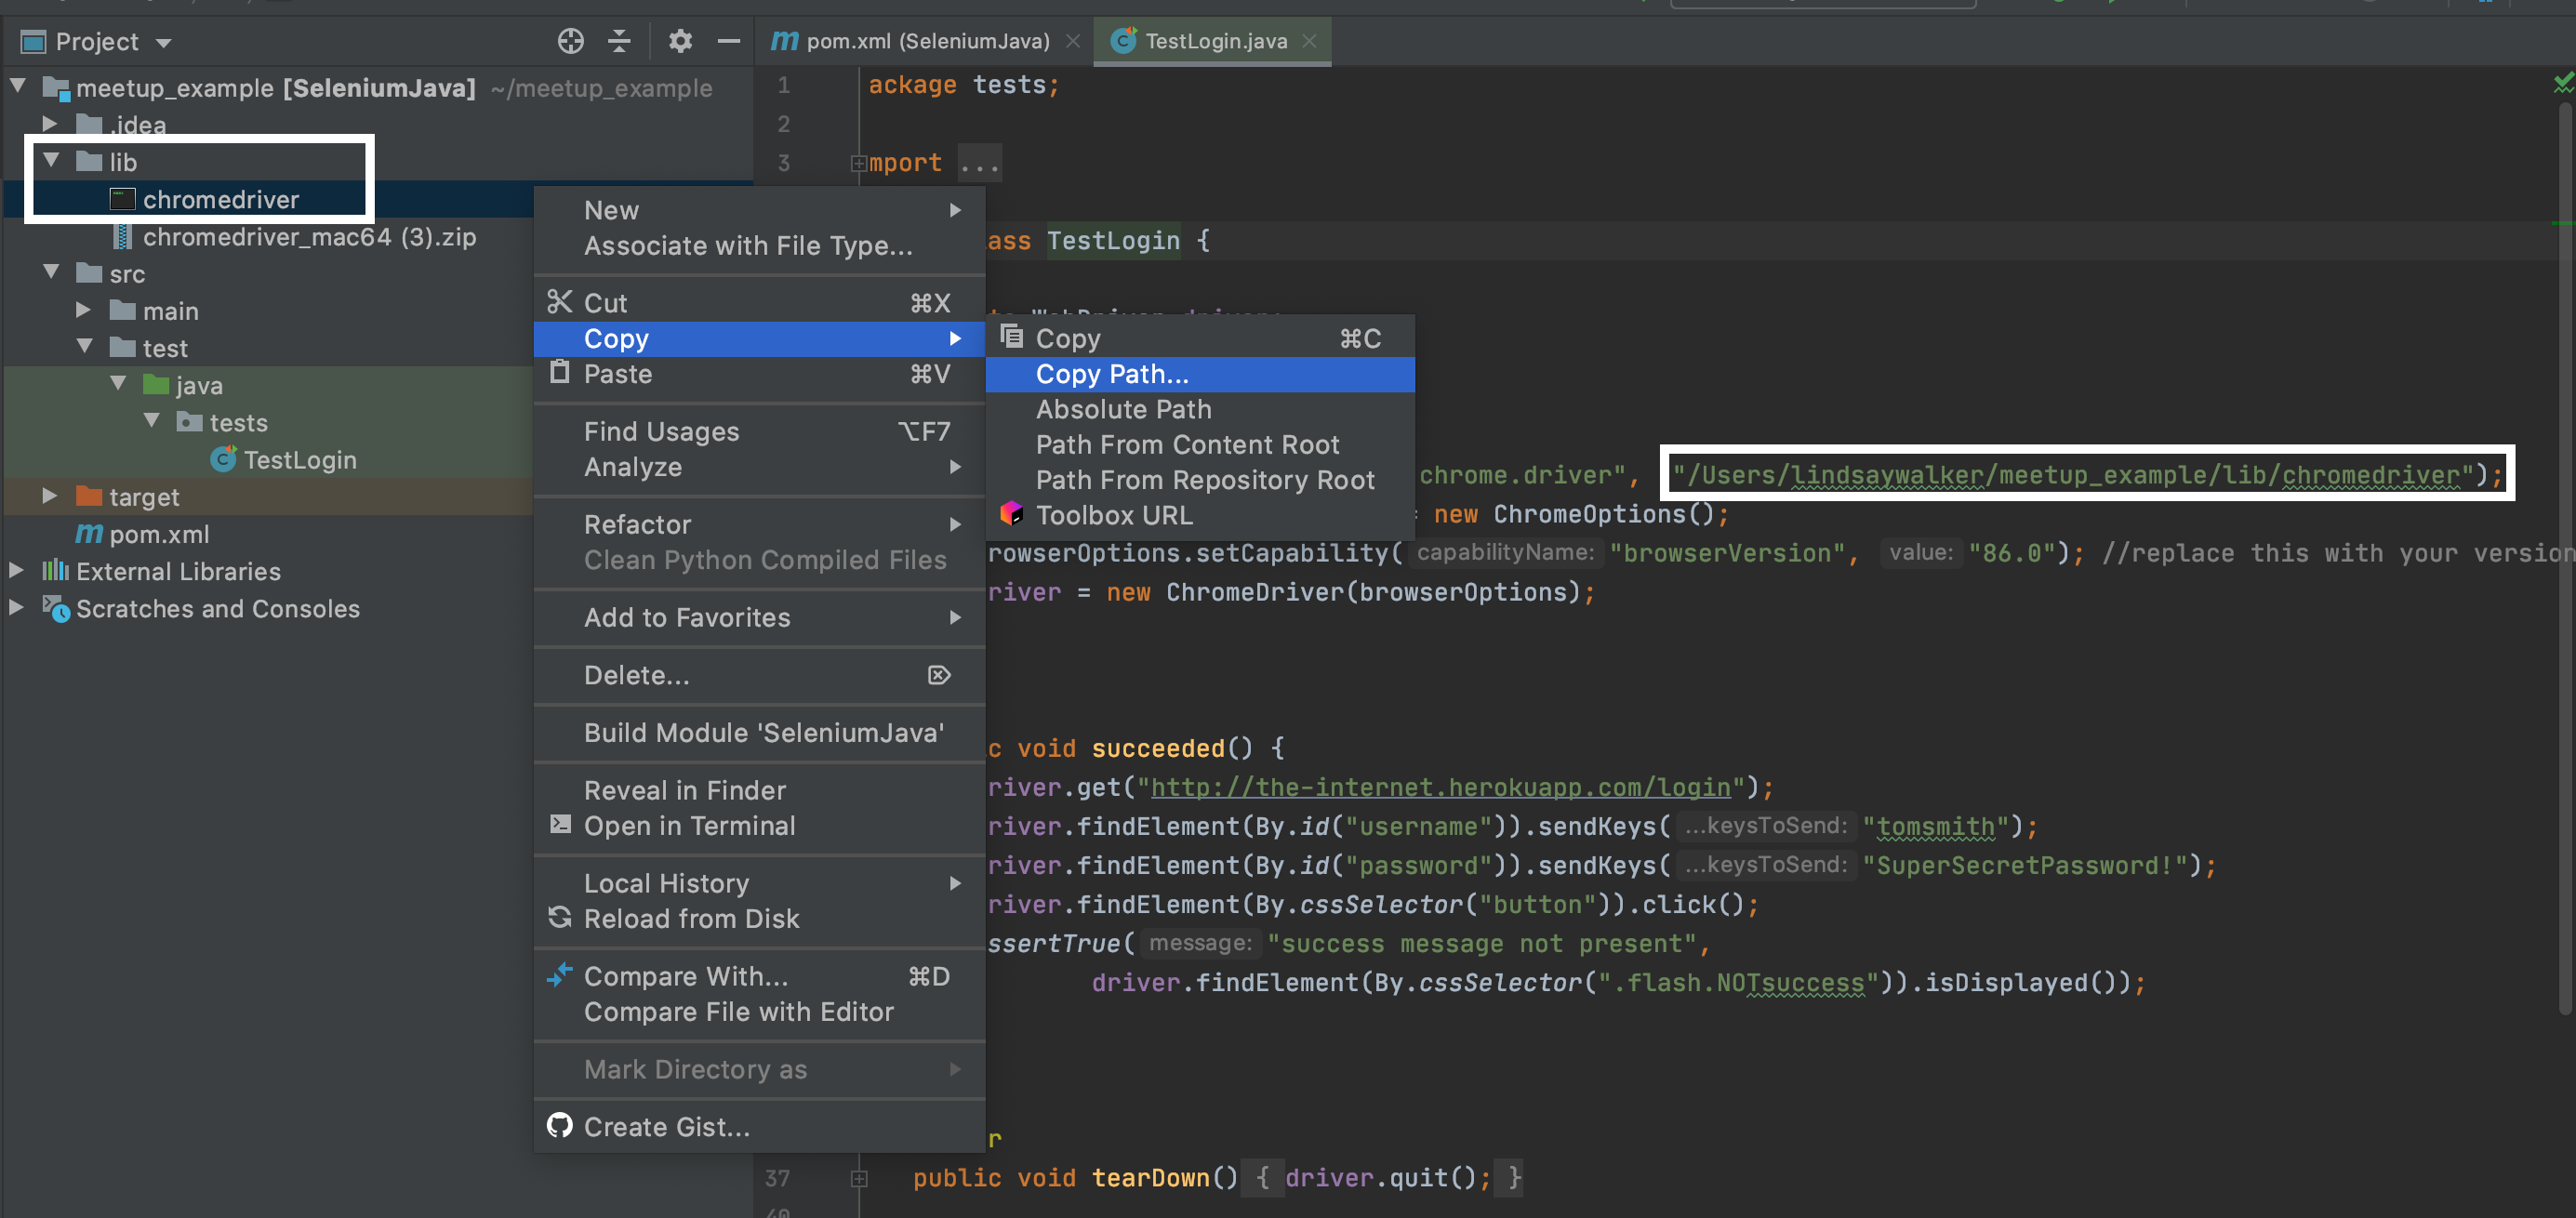 Project
meetup_example [SeleniumJava] ~/meetup_example
.idea
lib
chromedriver
chromedriver_mac64 (3).zip
src
main
test
java
tests
TestLogin
target
pom.xml
External Libraries
Scratches and Consoles
New
Associate with File Type...
Cut ⌘X
Copy
Paste ⌘V
Find Usages ⌥F7
Analyze
Refactor
Clean Python Compiled Files
Add to Favorites
Delete...
Build Module 'SeleniumJava'
Reveal in Finder
Open in Terminal
Local History
Reload from Disk
Compare With... ⌘D
Compare File with Editor
Mark Directory as
Create Gist...
Copy ⌘C
Copy Path...
Absolute Path
Path From Content Root
Path From Repository Root
Toolbox URL
pom.xml (SeleniumJava)
TestLogin.java
1 ackage tests;
2
3 mport ...
ass TestLogin {
chrome.driver", "/Users/lindsaywalker/meetup_example/lib/chromedriver");
= new ChromeOptions();
rowserOptions.setCapability( capabilityName: "browserVersion", value: "86.0"); //replace this with your version
river = new ChromeDriver(browserOptions);
c void succeeded() {
river.get("http://the-internet.herokuapp.com/login");
river.findElement(By.id("username")).sendKeys( ...keysToSend: "tomsmith");
river.findElement(By.id("password")).sendKeys( ...keysToSend: "SuperSecretPassword!");
river.findElement(By.cssSelector("button")).click();
ssertTrue( message: "success message not present",
driver.findElement(By.cssSelector(".flash.NOTsuccess")).isDisplayed());
r
37 public void tearDown() { driver.quit(); }